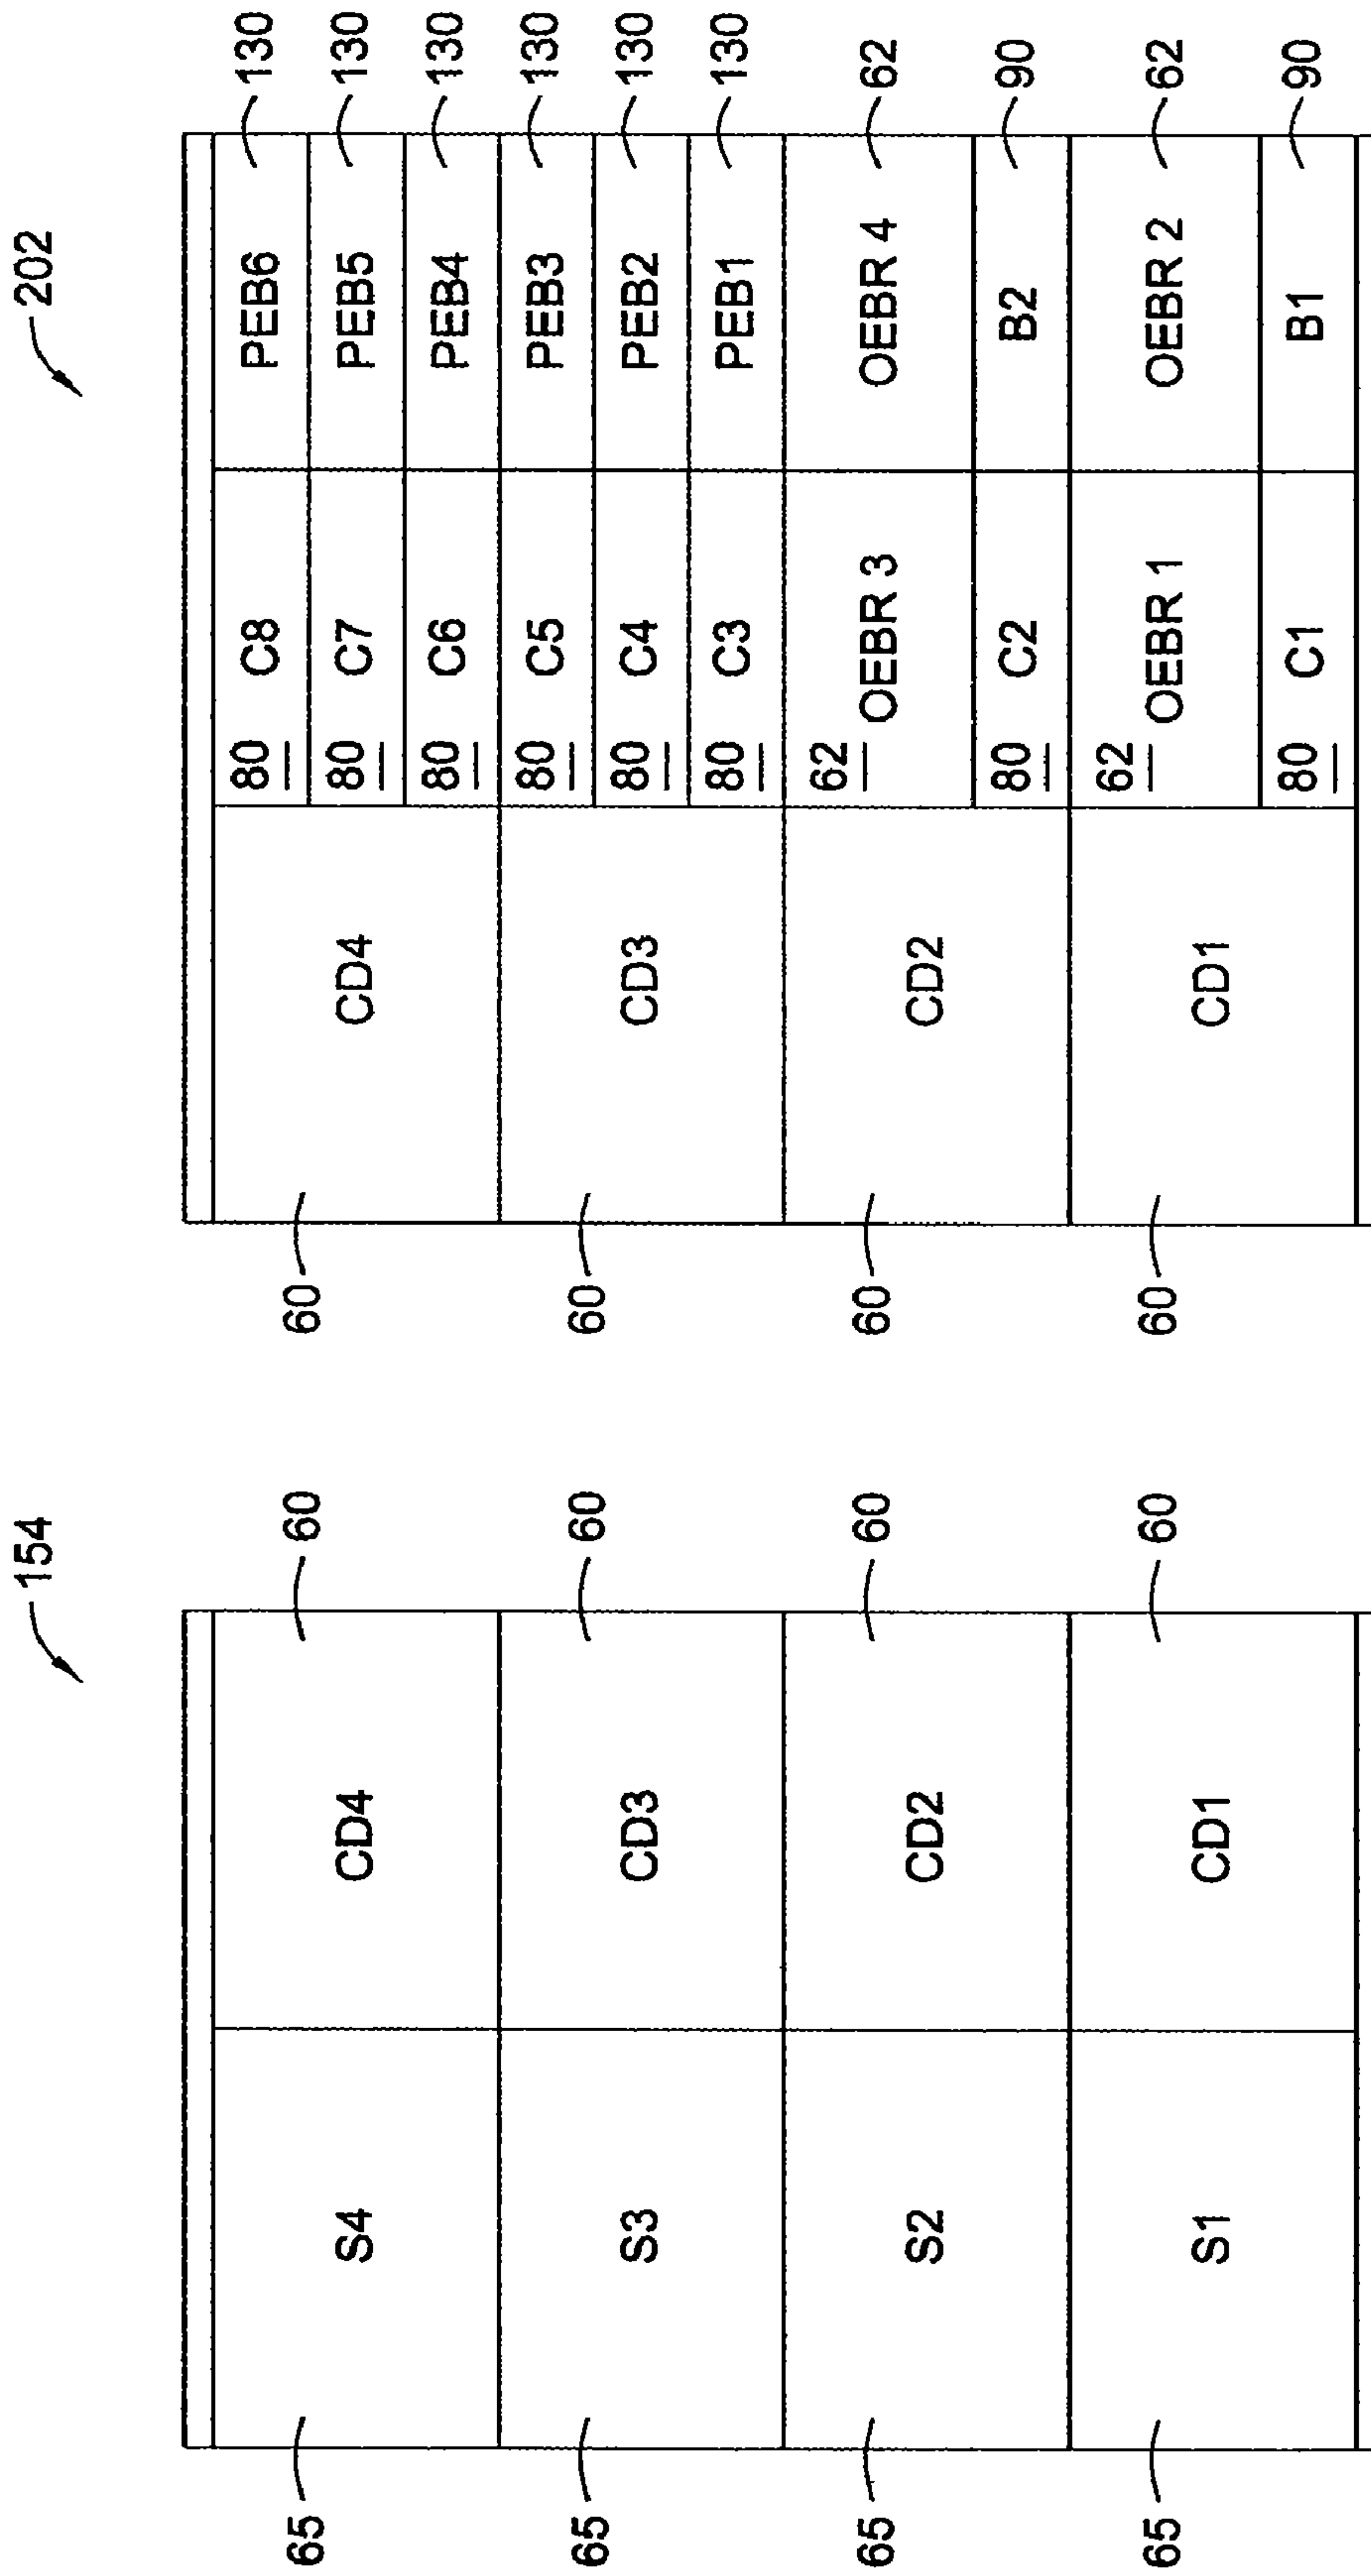 154 202
80 C8 PEB6 130
65 60 60
S4 CD4 CD4 80 C7 PEB5 130
80 C6 PEB4 130
80 C5 PEB3 130
65 60 60
S3 CD3 CD3 80 C4 PEB2 130
80 C3 PEB1 130
62
65 60 60 OEBR 3 OEBR 4 62
S2 CD2 CD2
80 C2 B2 90
62
65 60 60 OEBR 1 OEBR 2 62
S1 CD1 CD1
80 C1 B1 90